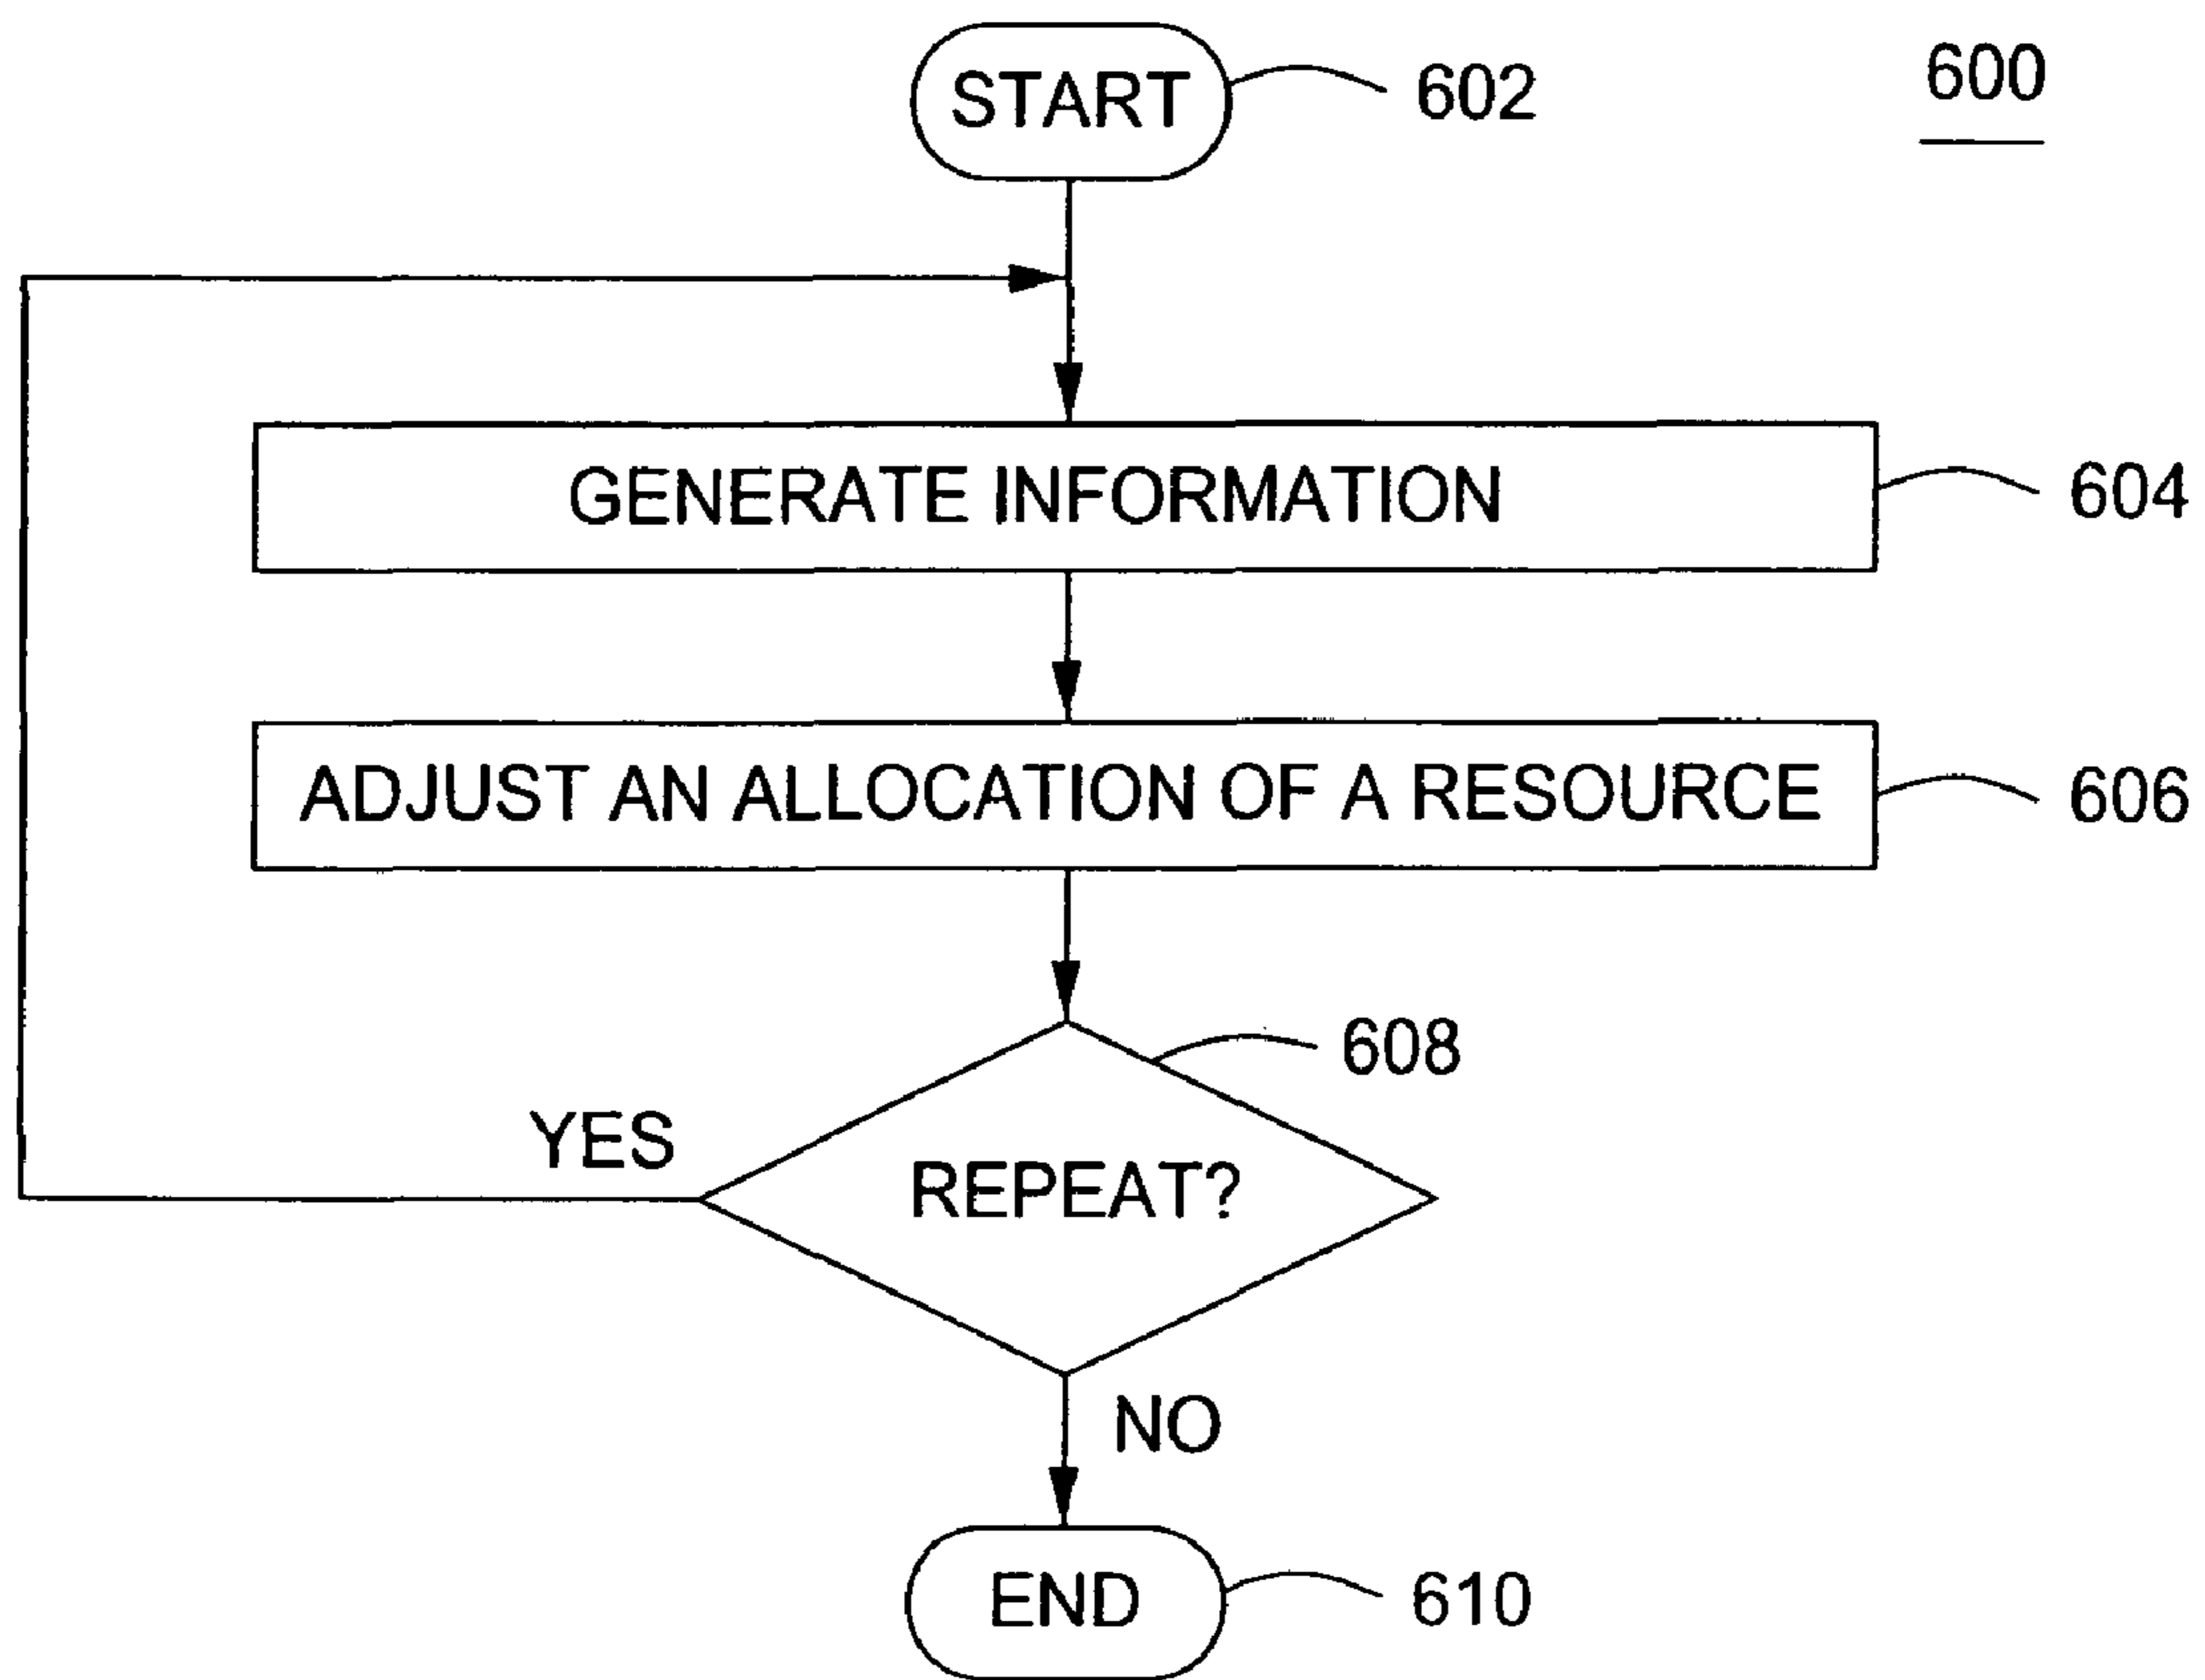 START
602
600
GENERATE INFORMATION
604
ADJUST AN ALLOCATION OF A RESOURCE
606
608
YES
REPEAT?
NO
END
610